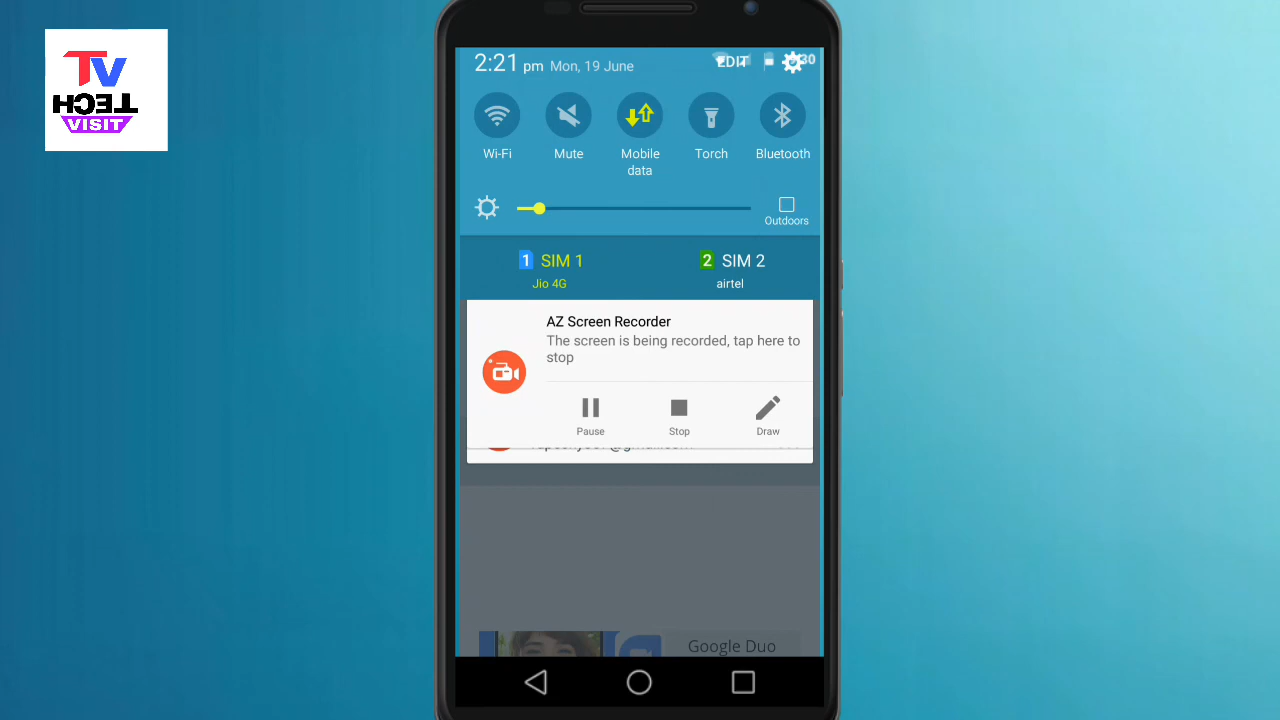 TV
TECH
VISIT
2:21 pm Mon, 19 June
EDIT
Wi-Fi
Mute
Mobile
data
Torch
Bluetooth
Outdoors
1 SIM 1
Jio 4G
2 SIM 2
airtel
AZ Screen Recorder
The screen is being recorded, tap here to
stop
Pause
Stop
Draw
Google Duo